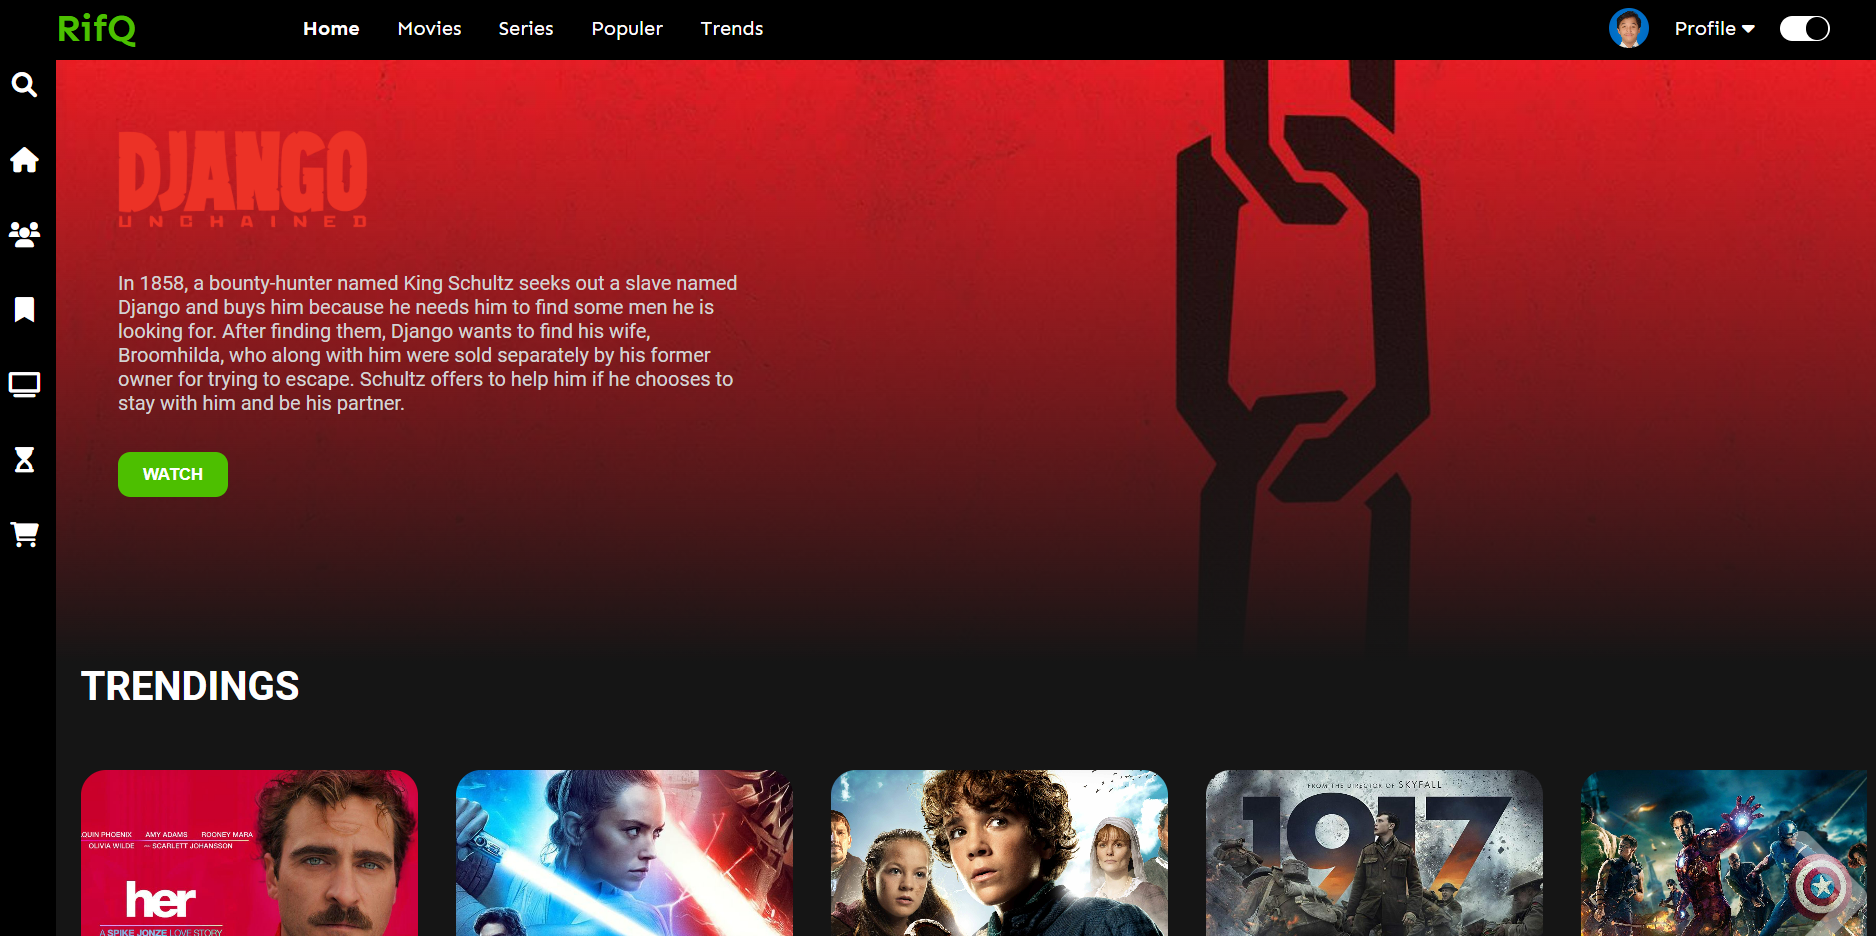 RifQ
Home Movies Series Populer Trends
Profile
DJANGO
UNCHAINED
In 1858, a bounty-hunter named King Schultz seeks out a slave named
Django and buys him because he needs him to find some men he is
looking for. After finding them, Django wants to find his wife,
Broomhilda, who along with him were sold separately by his former
owner for trying to escape. Schultz offers to help him if he chooses to
stay with him and be his partner.
WATCH
TRENDINGS
OUIN PHOENIX AMY ADAMS ROONEY MARA
OLIVIA WILDE — SCARLETT JOHANSSON
her
A SPIKE JONZE LOVE STORY
FROM THE DIRECTOR OF SKYFALL
1917